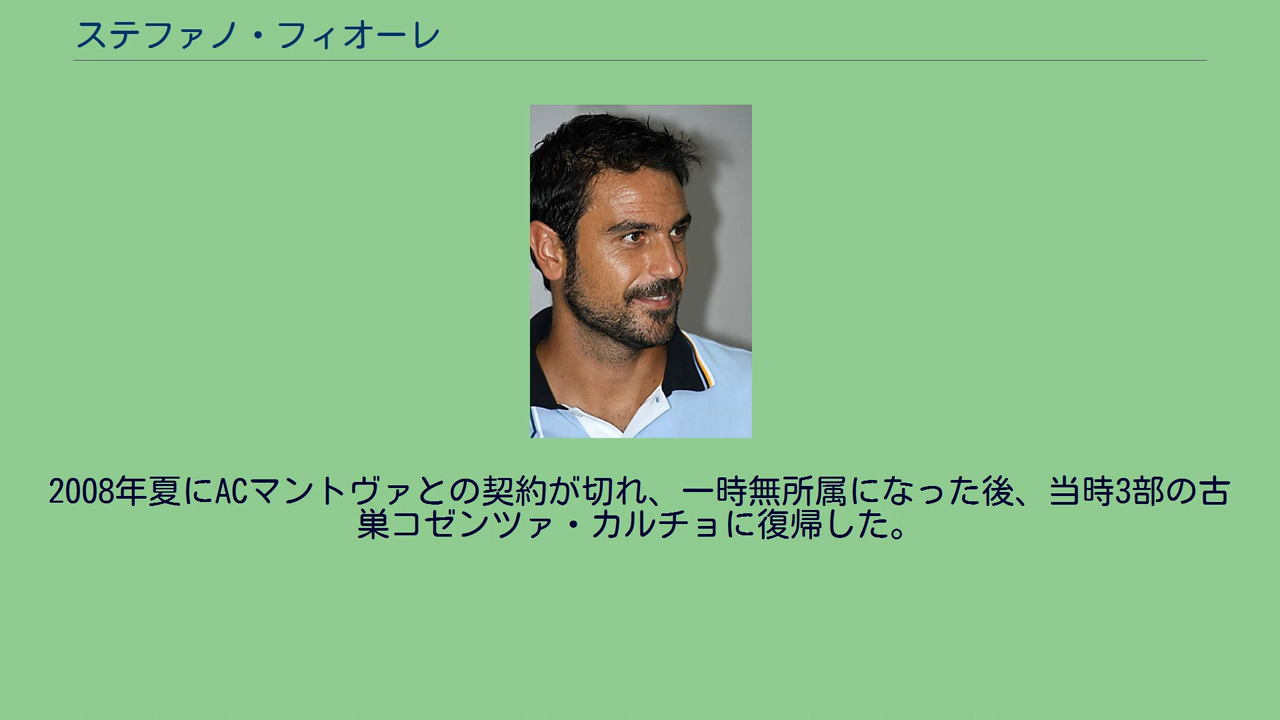 ステファノ・フィオーレ
2008年夏にACマントヴァとの契約が切れ、一時無所属になった後、当時3部の古
巣コゼンツァ・カルチョに復帰した。